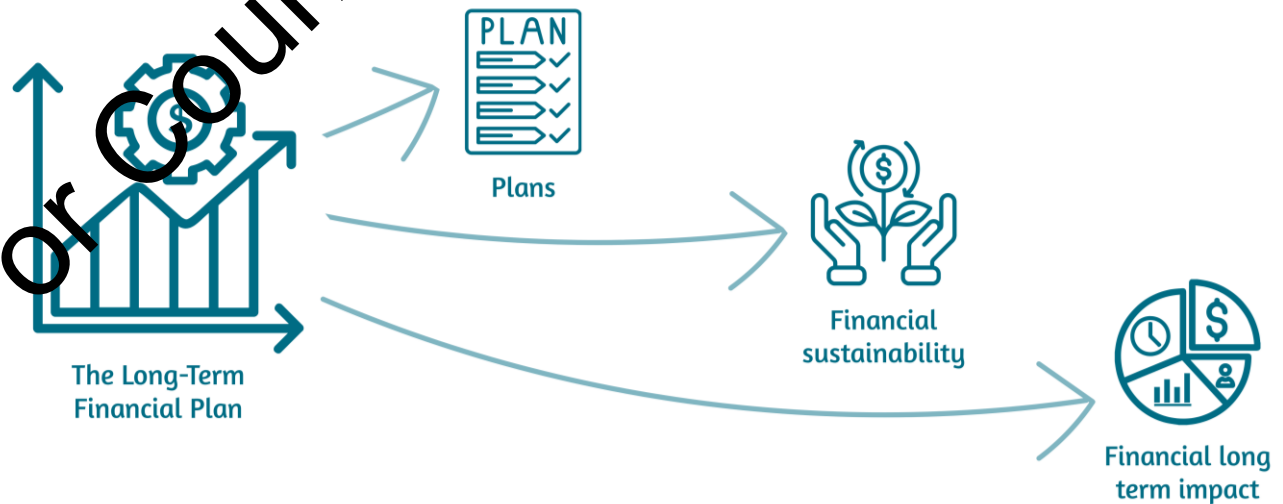 or Coun
PLAN
Plans
Financial
sustainability
The Long-Term
Financial Plan
Financial long
term impact